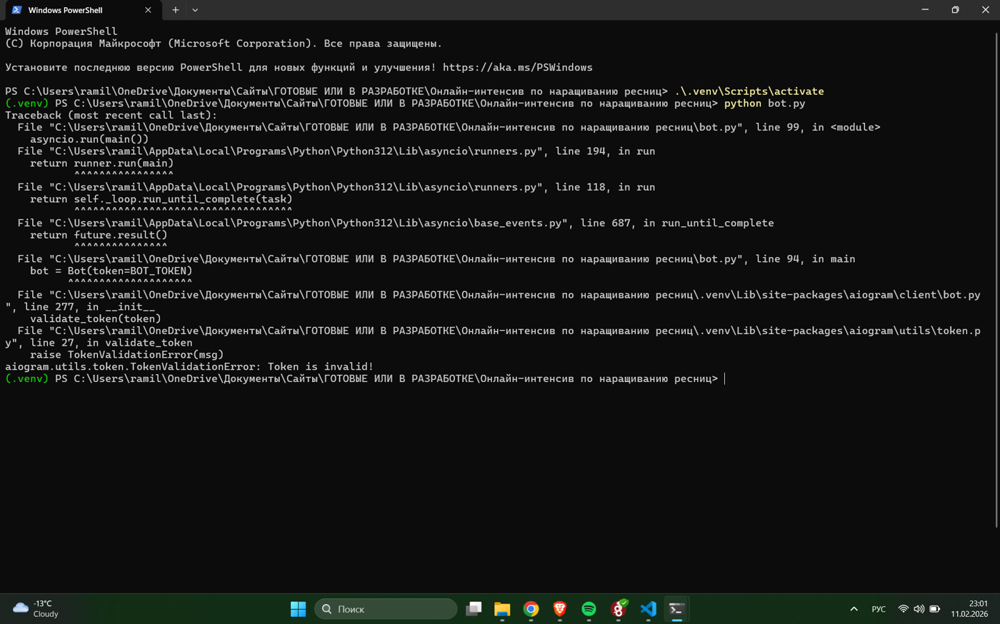 Windows PowerShell
Windows PowerShell
(C) Корпорация Майкрософт (Microsoft Corporation). Все права защищены.
Установите последнюю версию PowerShell для новых функций и улучшения! https://aka.ms/PSWindows
PS C:\Users\ramil\OneDrive\Документы\Сайты\ГОТОВЫЕ ИЛИ В РАЗРАБОТКЕ\Онлайн-интенсив по наращиванию ресниц> .\.venv\Scripts\activate
(.venv) PS C:\Users\ramil\OneDrive\Документы\Сайты\ГОТОВЫЕ ИЛИ В РАЗРАБОТКЕ\Онлайн-интенсив по наращиванию ресниц> python bot.py
Traceback (most recent call last):
  File "C:\Users\ramil\OneDrive\Документы\Сайты\ГОТОВЫЕ ИЛИ В РАЗРАБОТКЕ\Онлайн-интенсив по наращиванию ресниц\bot.py", line 99, in <module>
    asyncio.run(main())
  File "C:\Users\ramil\AppData\Local\Programs\Python\Python312\Lib\asyncio\runners.py", line 194, in run
    return runner.run(main)
           ^^^^^^^^^^^^^^^^
  File "C:\Users\ramil\AppData\Local\Programs\Python\Python312\Lib\asyncio\runners.py", line 118, in run
    return self._loop.run_until_complete(task)
           ^^^^^^^^^^^^^^^^^^^^^^^^^^^^^^^^^^^
  File "C:\Users\ramil\AppData\Local\Programs\Python\Python312\Lib\asyncio\base_events.py", line 687, in run_until_complete
    return future.result()
           ^^^^^^^^^^^^^^^
  File "C:\Users\ramil\OneDrive\Документы\Сайты\ГОТОВЫЕ ИЛИ В РАЗРАБОТКЕ\Онлайн-интенсив по наращиванию ресниц\bot.py", line 94, in main
    bot = Bot(token=BOT_TOKEN)
          ^^^^^^^^^^^^^^^^^^^^
  File "C:\Users\ramil\OneDrive\Документы\Сайты\ГОТОВЫЕ ИЛИ В РАЗРАБОТКЕ\Онлайн-интенсив по наращиванию ресниц\.venv\Lib\site-packages\aiogram\client\bot.py
", line 277, in __init__
    validate_token(token)
  File "C:\Users\ramil\OneDrive\Документы\Сайты\ГОТОВЫЕ ИЛИ В РАЗРАБОТКЕ\Онлайн-интенсив по наращиванию ресниц\.venv\Lib\site-packages\aiogram\utils\token.p
y", line 27, in validate_token
    raise TokenValidationError(msg)
aiogram.utils.token.TokenValidationError: Token is invalid!
(.venv) PS C:\Users\ramil\OneDrive\Документы\Сайты\ГОТОВЫЕ ИЛИ В РАЗРАБОТКЕ\Онлайн-интенсив по наращиванию ресниц>
-13°C
Cloudy
Поиск
РУС
23:01
11.02.2026